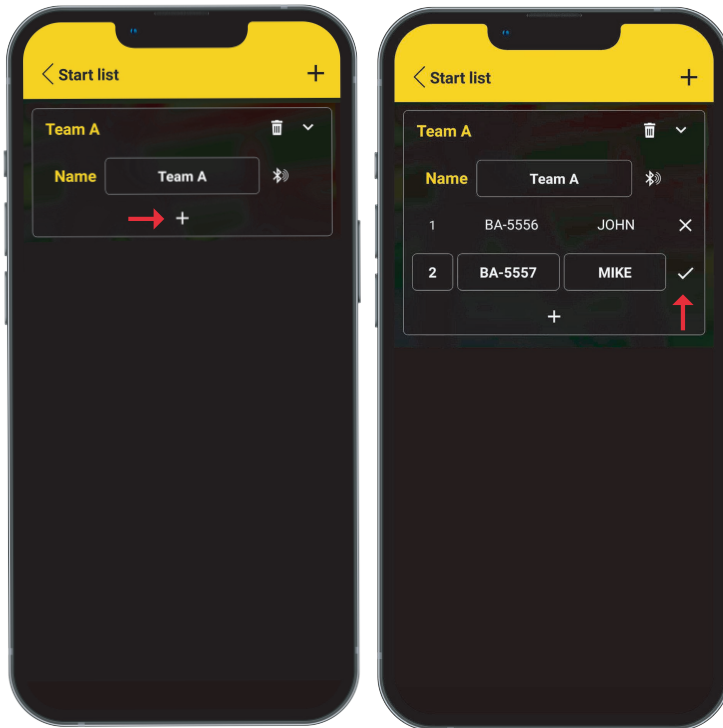 Start list
Team A
Name Team A
Start list
Team A
Name Team A
1 BA-5556 JOHN
2 BA-5557 MIKE